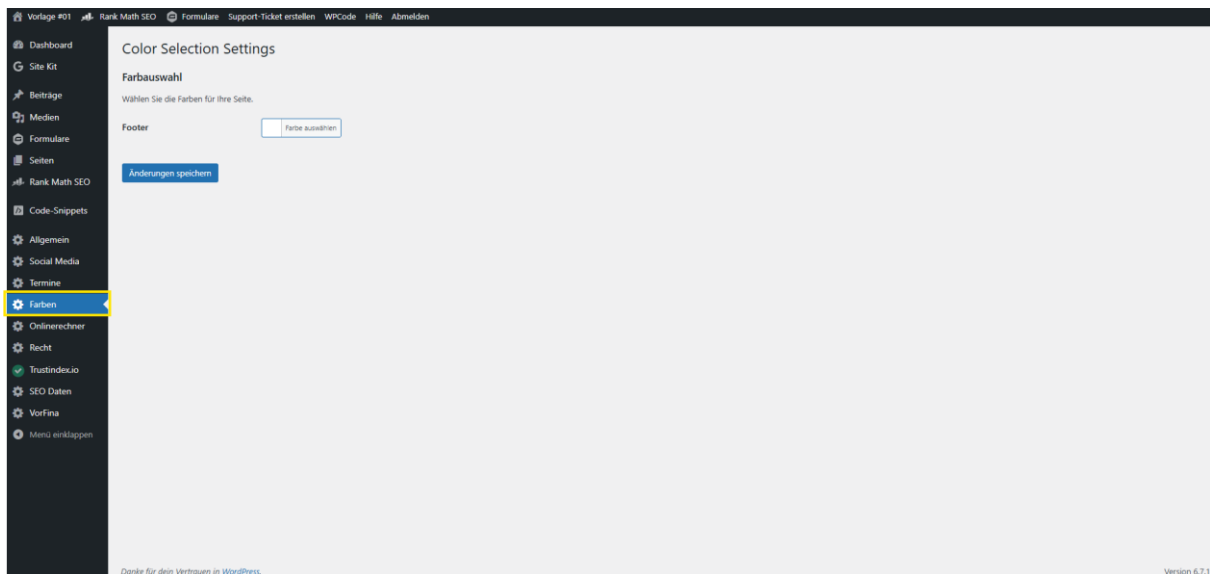 Vorlage #01 Rank Math SEO Formulare Support-Ticket erstellen WPCode Hilfe Abmelden
Dashboard
Site Kit
Beiträge
Medien
Formulare
Seiten
Rank Math SEO
Code-Snippets
Allgemein
Social Media
Termine
Farben
Onlinerechner
Recht
Trustindex.io
SEO Daten
VorFina
Menü einklappen
Color Selection Settings
Farbauswahl
Wählen Sie die Farben für Ihre Seite.
Footer Farbe auswählen
Änderungen speichern
Danke für dein Vertrauen in WordPress. Version 6.7.1